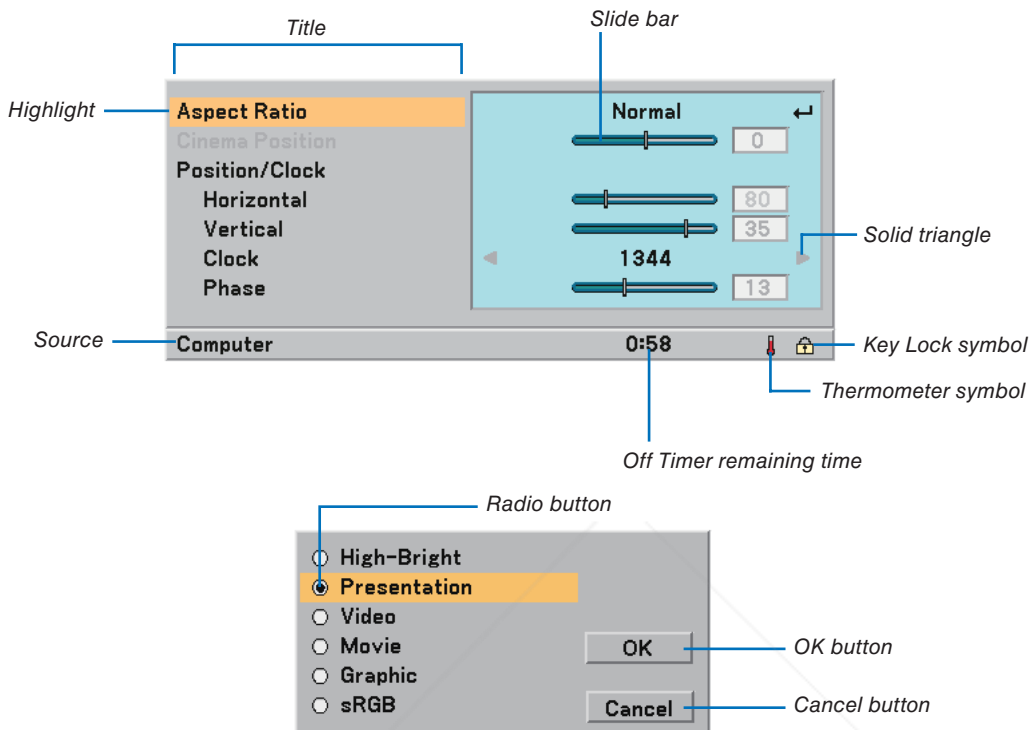 Title
Slide bar
Highlight
Aspect Ratio Normal
Cinema Position 0
Position/Clock
Horizontal 80
Vertical 35
Solid triangle
Clock 1344
Phase 13
Source
Computer 0:58
Key Lock symbol
Thermometer symbol
Off Timer remaining time
Radio button
High-Bright
Presentation
Video
Movie
OK
OK button
Graphic
sRGB
Cancel
Cancel button